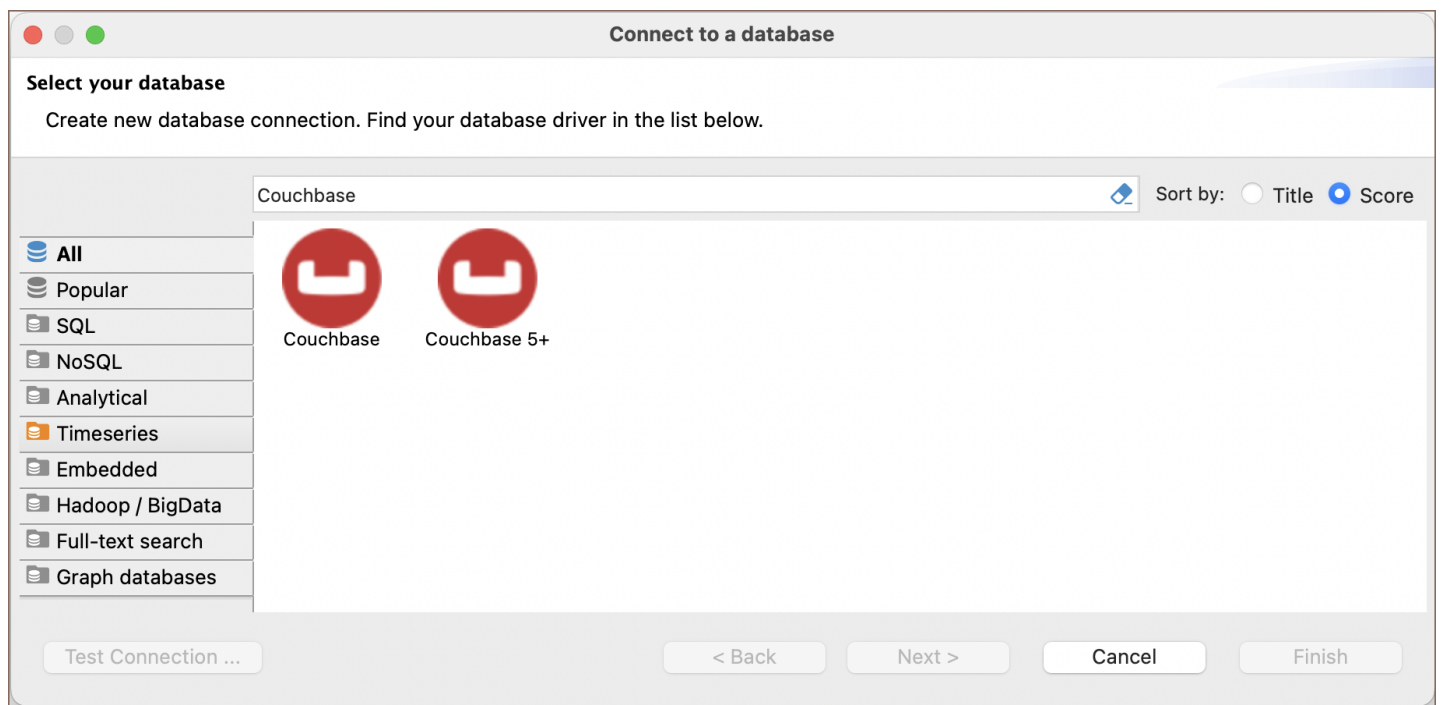 Connect to a database
Select your database
Create new database connection. Find your database driver in the list below.
Couchbase
Sort by: Title Score
All
Popular
SQL
NoSQL
Analytical
Timeseries
Embedded
Hadoop / BigData
Full-text search
Graph databases
Couchbase Couchbase 5+
Test Connection ... < Back Next > Cancel Finish